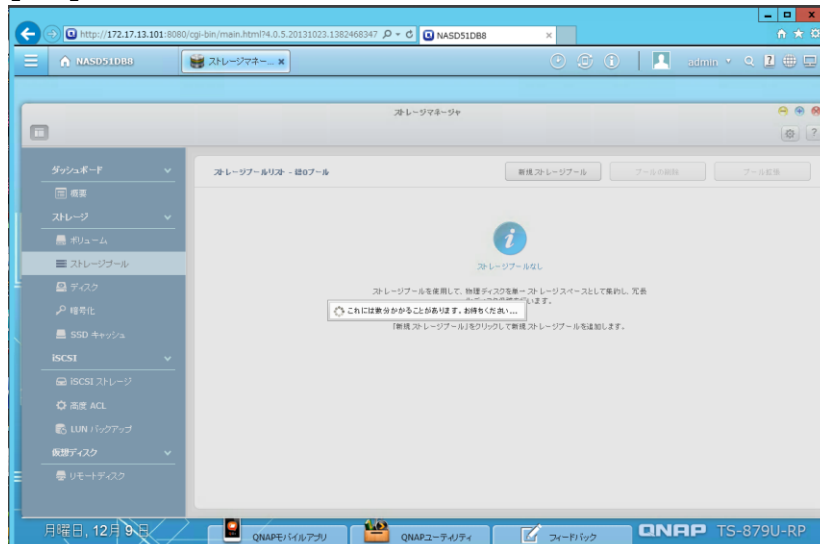 http://172.17.13.101:8080/cgi-bin/main.html?4.0.5.20131023.1382468347
NASD51DB8
NASD51DB8
ストレージマネー...
admin
ストレージマネージャ
ダッシュボード
概要
ストレージ
ボリューム
ストレージプール
ディスク
暗号化
SSD キャッシュ
iSCSI
iSCSI ストレージ
高度 ACL
LUN バックアップ
仮想ディスク
リモートディスク
ストレージプールリスト - 総0プール
新規ストレージプール
プールの削除
プール拡張
ストレージプールなし
ストレージプールを使用して、物理ディスクを単一ストレージスペースとして集約し、冗長
います。
これには数分かかることがあります。お待ちください...
「新規ストレージプール」をクリックして新規ストレージプールを追加します。
月曜日, 12月 9 日
QNAPモバイルアプリ
QNAPユーティリティ
フィードバック
QNAP TS-879U-RP